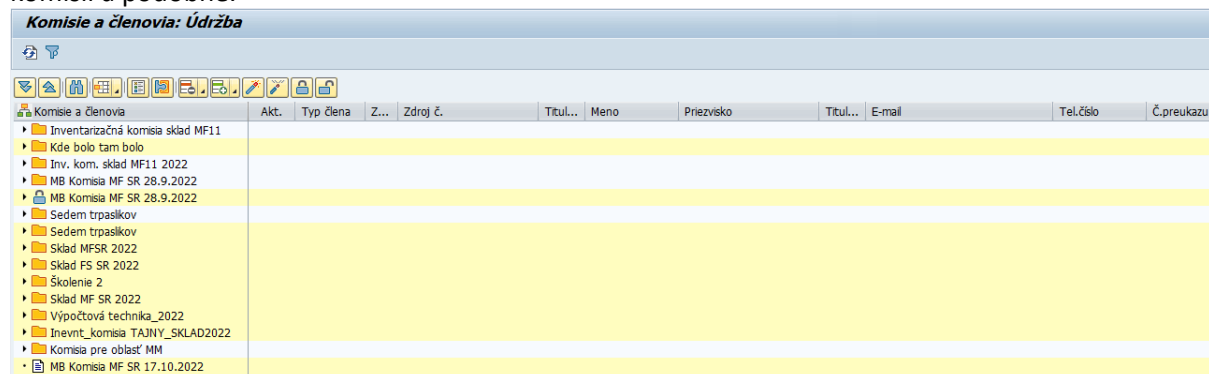 komisií a podobne.
Komisie a členovia: Údržba
Komisie a členovia Akt. Typ člena Z... Zdroj č. Titul... Meno Priezvisko Titul... E-mail Tel.číslo Č.preukazu
Inventarizačná komisia sklad MF11
Kde bolo tam bolo
Inv. kom. sklad MF11 2022
MB Komisia MF SR 28.9.2022
MB Komisia MF SR 28.9.2022
Sedem trpaslikov
Sedem trpaslikov
Sklad MFSR 2022
Sklad FS SR 2022
Školenie 2
Sklad MF SR 2022
Výpočtová technika_2022
Inevnt_komisia TAJNY_SKLAD2022
Komisia pre oblasť MM
MB Komisia MF SR 17.10.2022